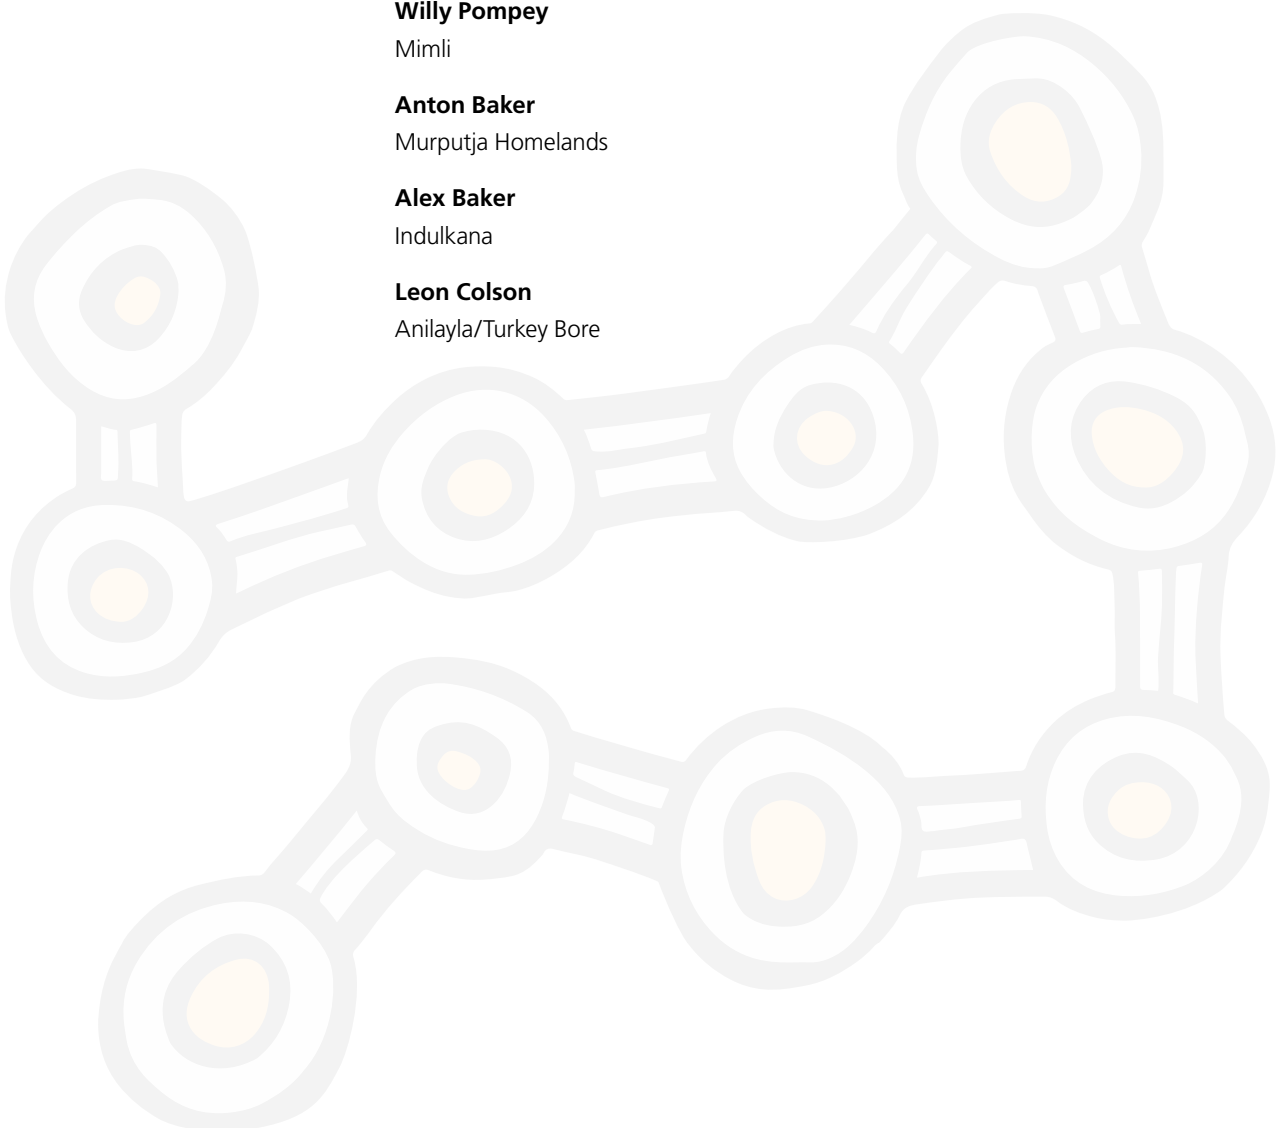 Willy Pompey
Mimli
Anton Baker
Murputja Homelands
Alex Baker
Indulkana
Leon Colson
Anilayla/Turkey Bore